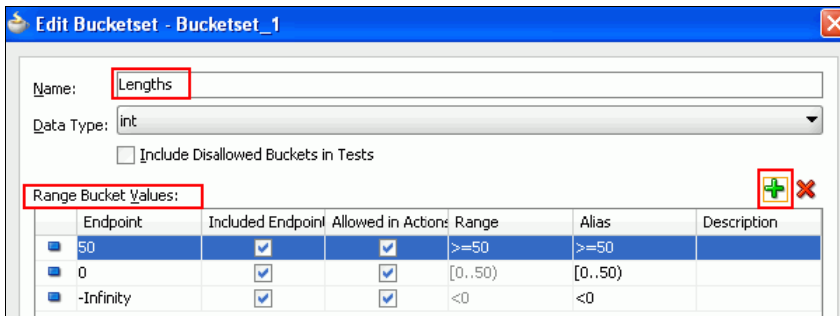 Edit Bucketset - Bucketset_1
Name: Lengths
Data Type: int
Include Disallowed Buckets in Tests
Range Bucket Values:
Endpoint Included Endpoint Allowed in Actions Range Alias Description
50 >=50 >=50
0 [0..50) [0..50)
-Infinity <0 <0